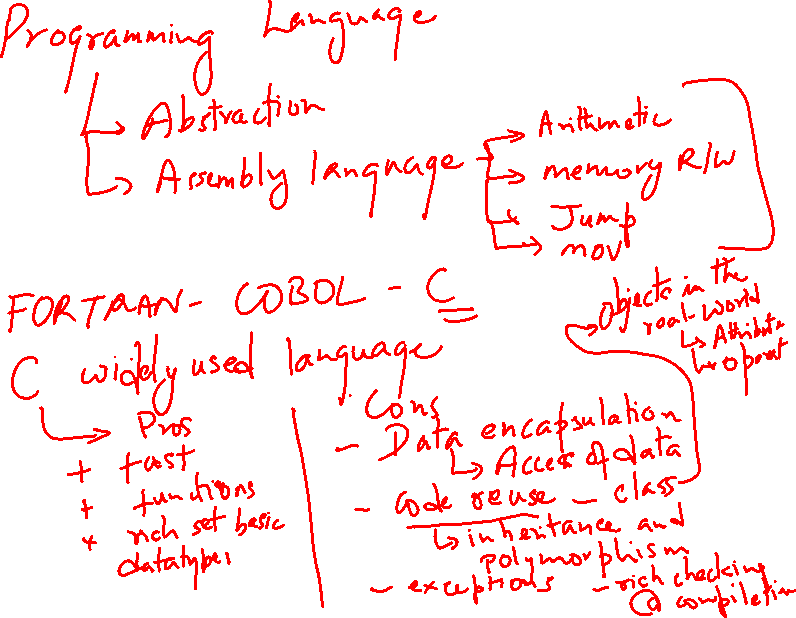 Programming Language
→ Abstraction
→ Assembly language
→ Arithmetic
→ memory R/W
→ Jump
→ mov
FORTRAN - COBOL - C
→ objects in the
real-world
↳ Attribute
↳ operat
C widely used language
→ Pros
+ fast
+ functions
+ rich set basic
datatypes
Cons
- Data encapsulation
↳ Access of data
- Code reuse - class
↳ inheritance and
polymorphism
- exceptions - rich checking
@ compilation